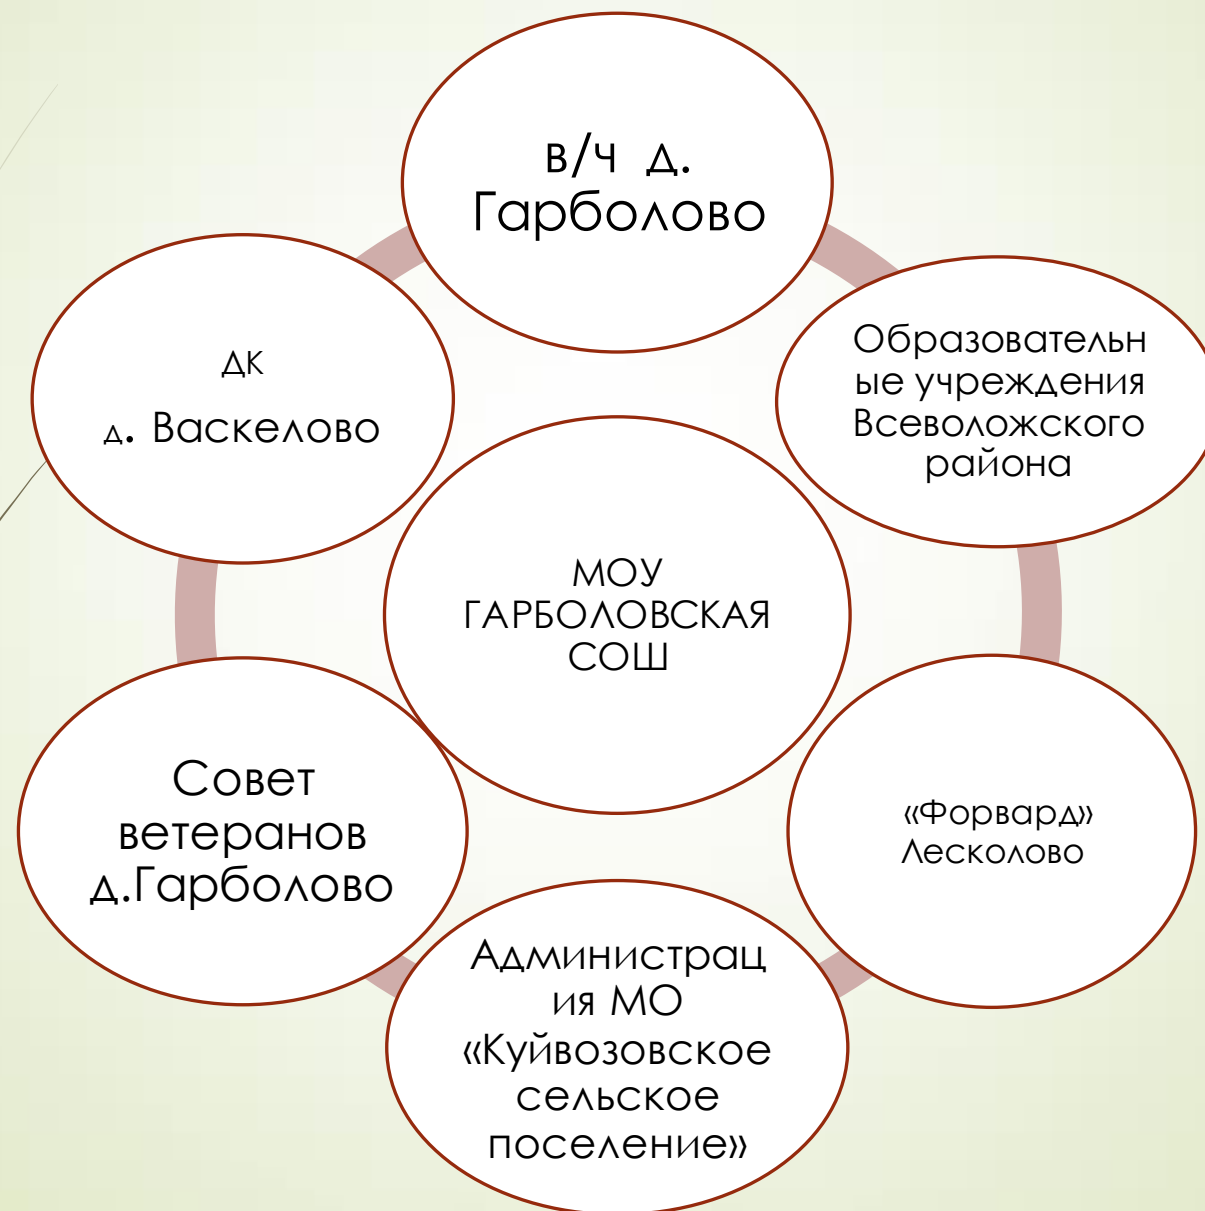 в/ч д.
Гарболово
Образовательн
ые учреждения
Всеволожского
района
ДК
д. Васкелово
МОУ
ГАРБОЛОВСКАЯ
СОШ
«Форвард»
Лесколово
Совет
ветеранов
д.Гарболово
Администрац
ия МО
«Куйвозовское
сельское
поселение»